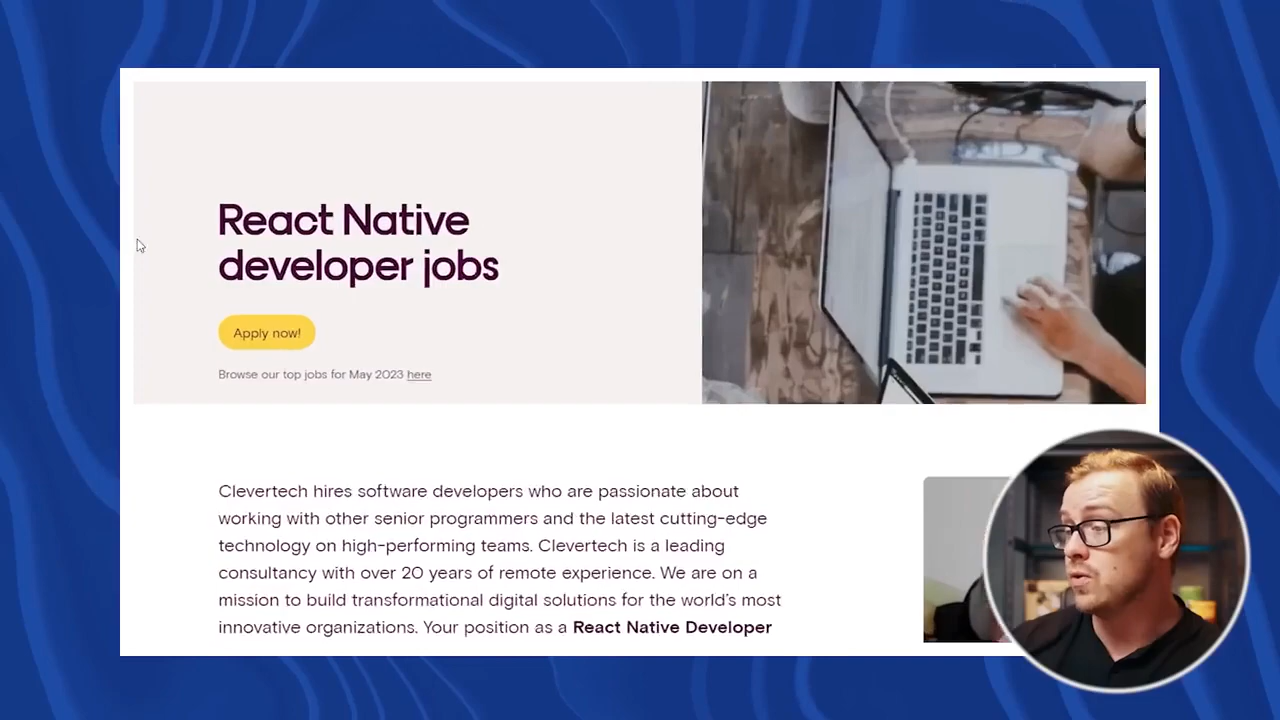 React Native
developer jobs
Apply now!
Browse our top jobs for May 2023 here
Clevertech hires software developers who are passionate about
working with other senior programmers and the latest cutting-edge
technology on high-performing teams. Clevertech is a leading
consultancy with over 20 years of remote experience. We are on a
mission to build transformational digital solutions for the world's most
innovative organizations. Your position as a React Native Developer